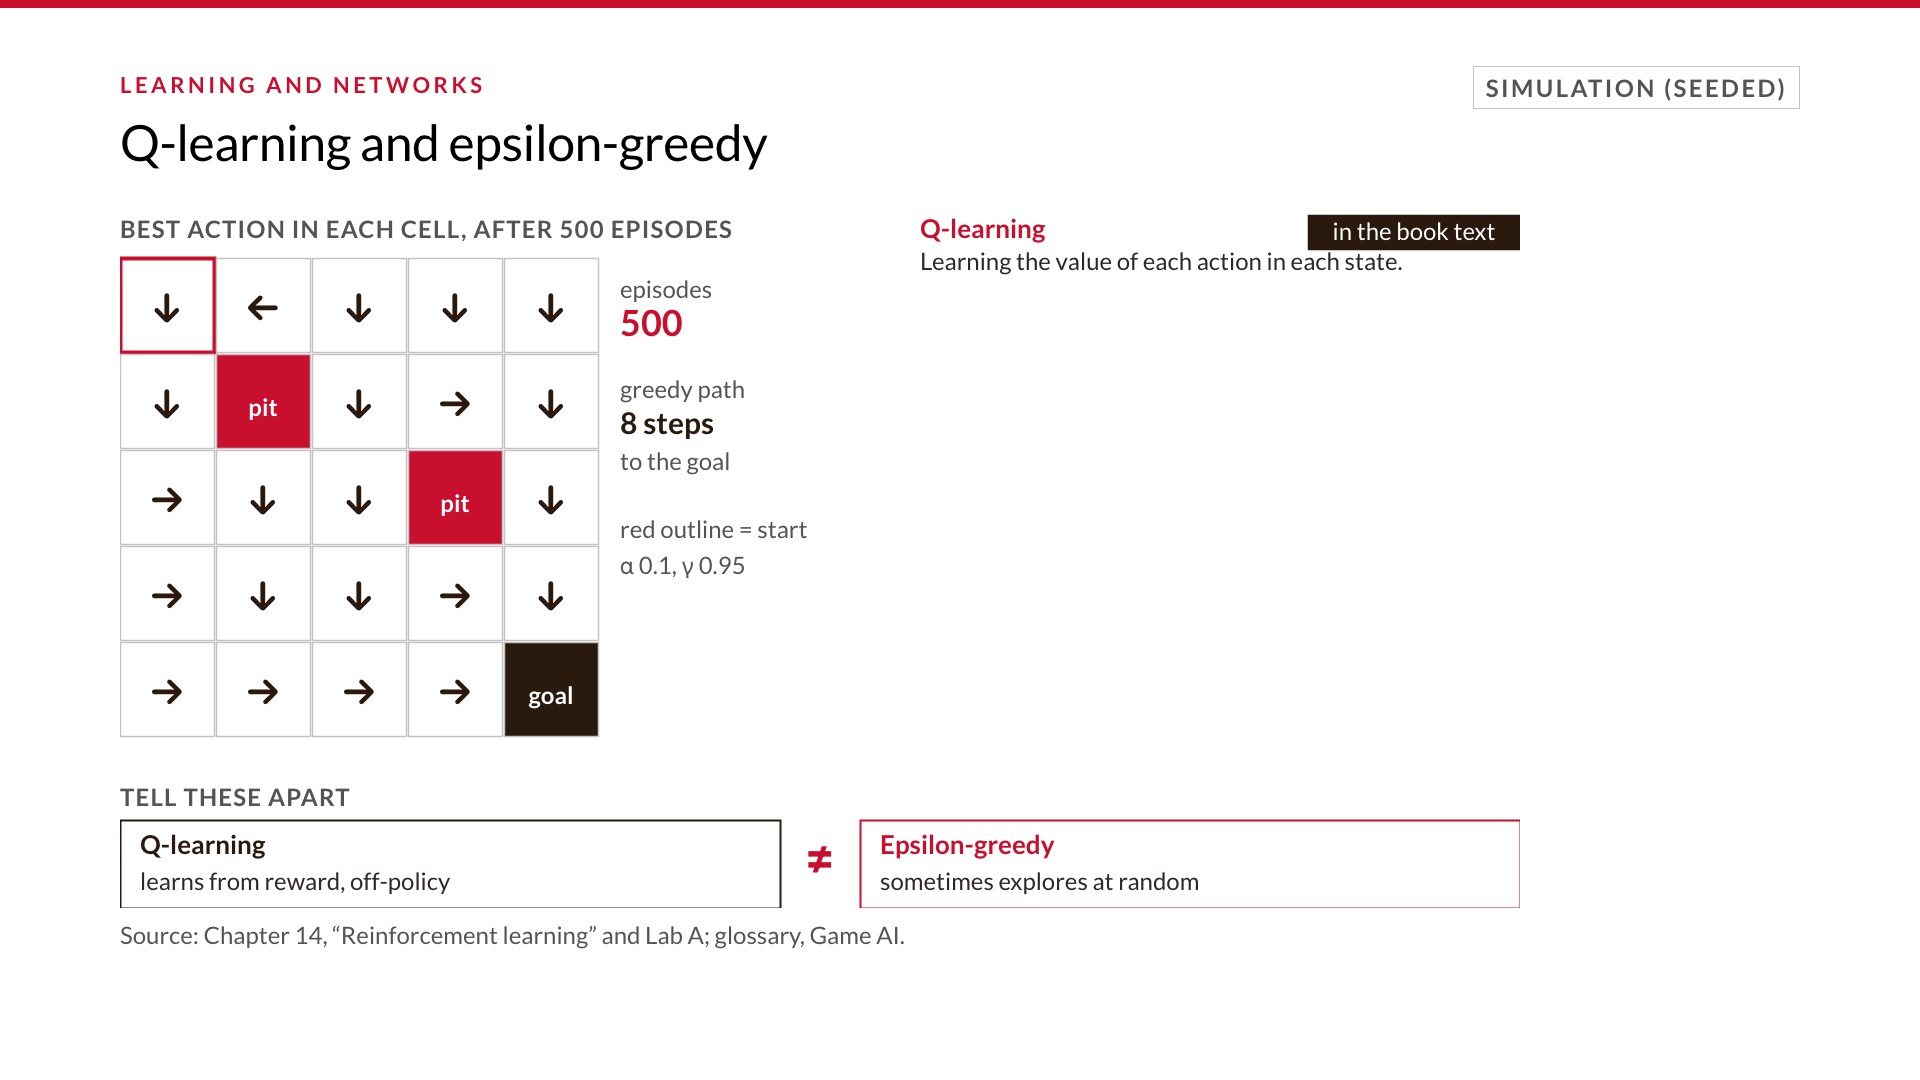 LEARNING AND NETWORKS
SIMULATION (SEEDED)
Q-learning and epsilon-greedy
BEST ACTION IN EACH CELL, AFTER 500 EPISODES
↓ ← ↓ ↓ ↓
↓ pit ↓ → ↓
→ ↓ ↓ pit ↓
→ ↓ ↓ → ↓
→ → → → goal
episodes
500
greedy path
8 steps
to the goal
red outline = start
α 0.1, γ 0.95
Q-learning
in the book text
Learning the value of each action in each state.
TELL THESE APART
Q-learning
learns from reward, off-policy
≠
Epsilon-greedy
sometimes explores at random
Source: Chapter 14, “Reinforcement learning” and Lab A; glossary, Game AI.